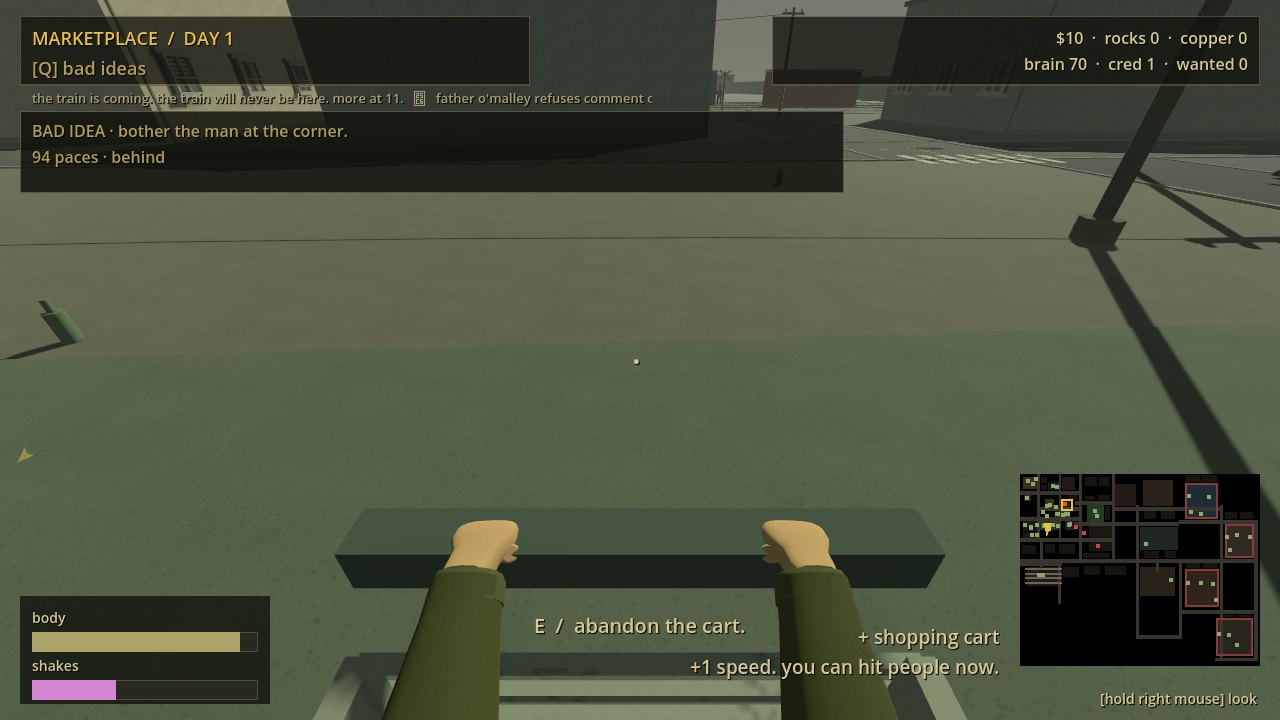 MARKETPLACE / DAY 1
[Q] bad ideas
$10 · rocks 0 · copper 0
brain 70 · cred 1 · wanted 0
the train is coming. the train will never be here. more at 11. father o'malley refuses comment c
BAD IDEA · bother the man at the corner.
94 paces · behind
body
shakes
E / abandon the cart.
+ shopping cart
+1 speed. you can hit people now.
[hold right mouse] look